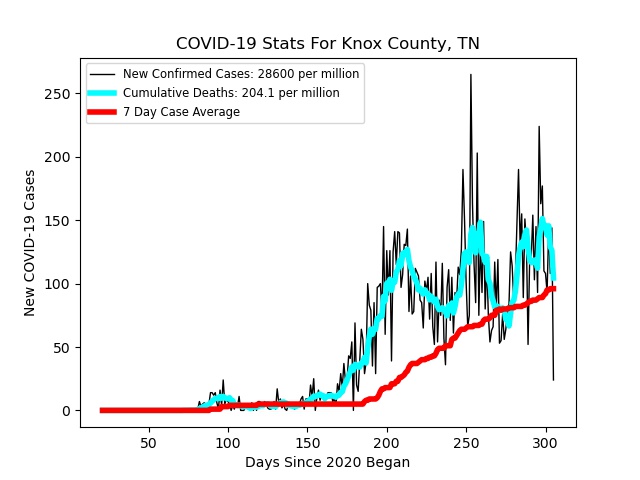 COVID-19 Stats For Knox County, TN
New Confirmed Cases: 28600 per million
Cumulative Deaths: 204.1 per million
7 Day Case Average
New COVID-19 Cases
250
200
150
100
50
0
50 100 150 200 250 300
Days Since 2020 Began